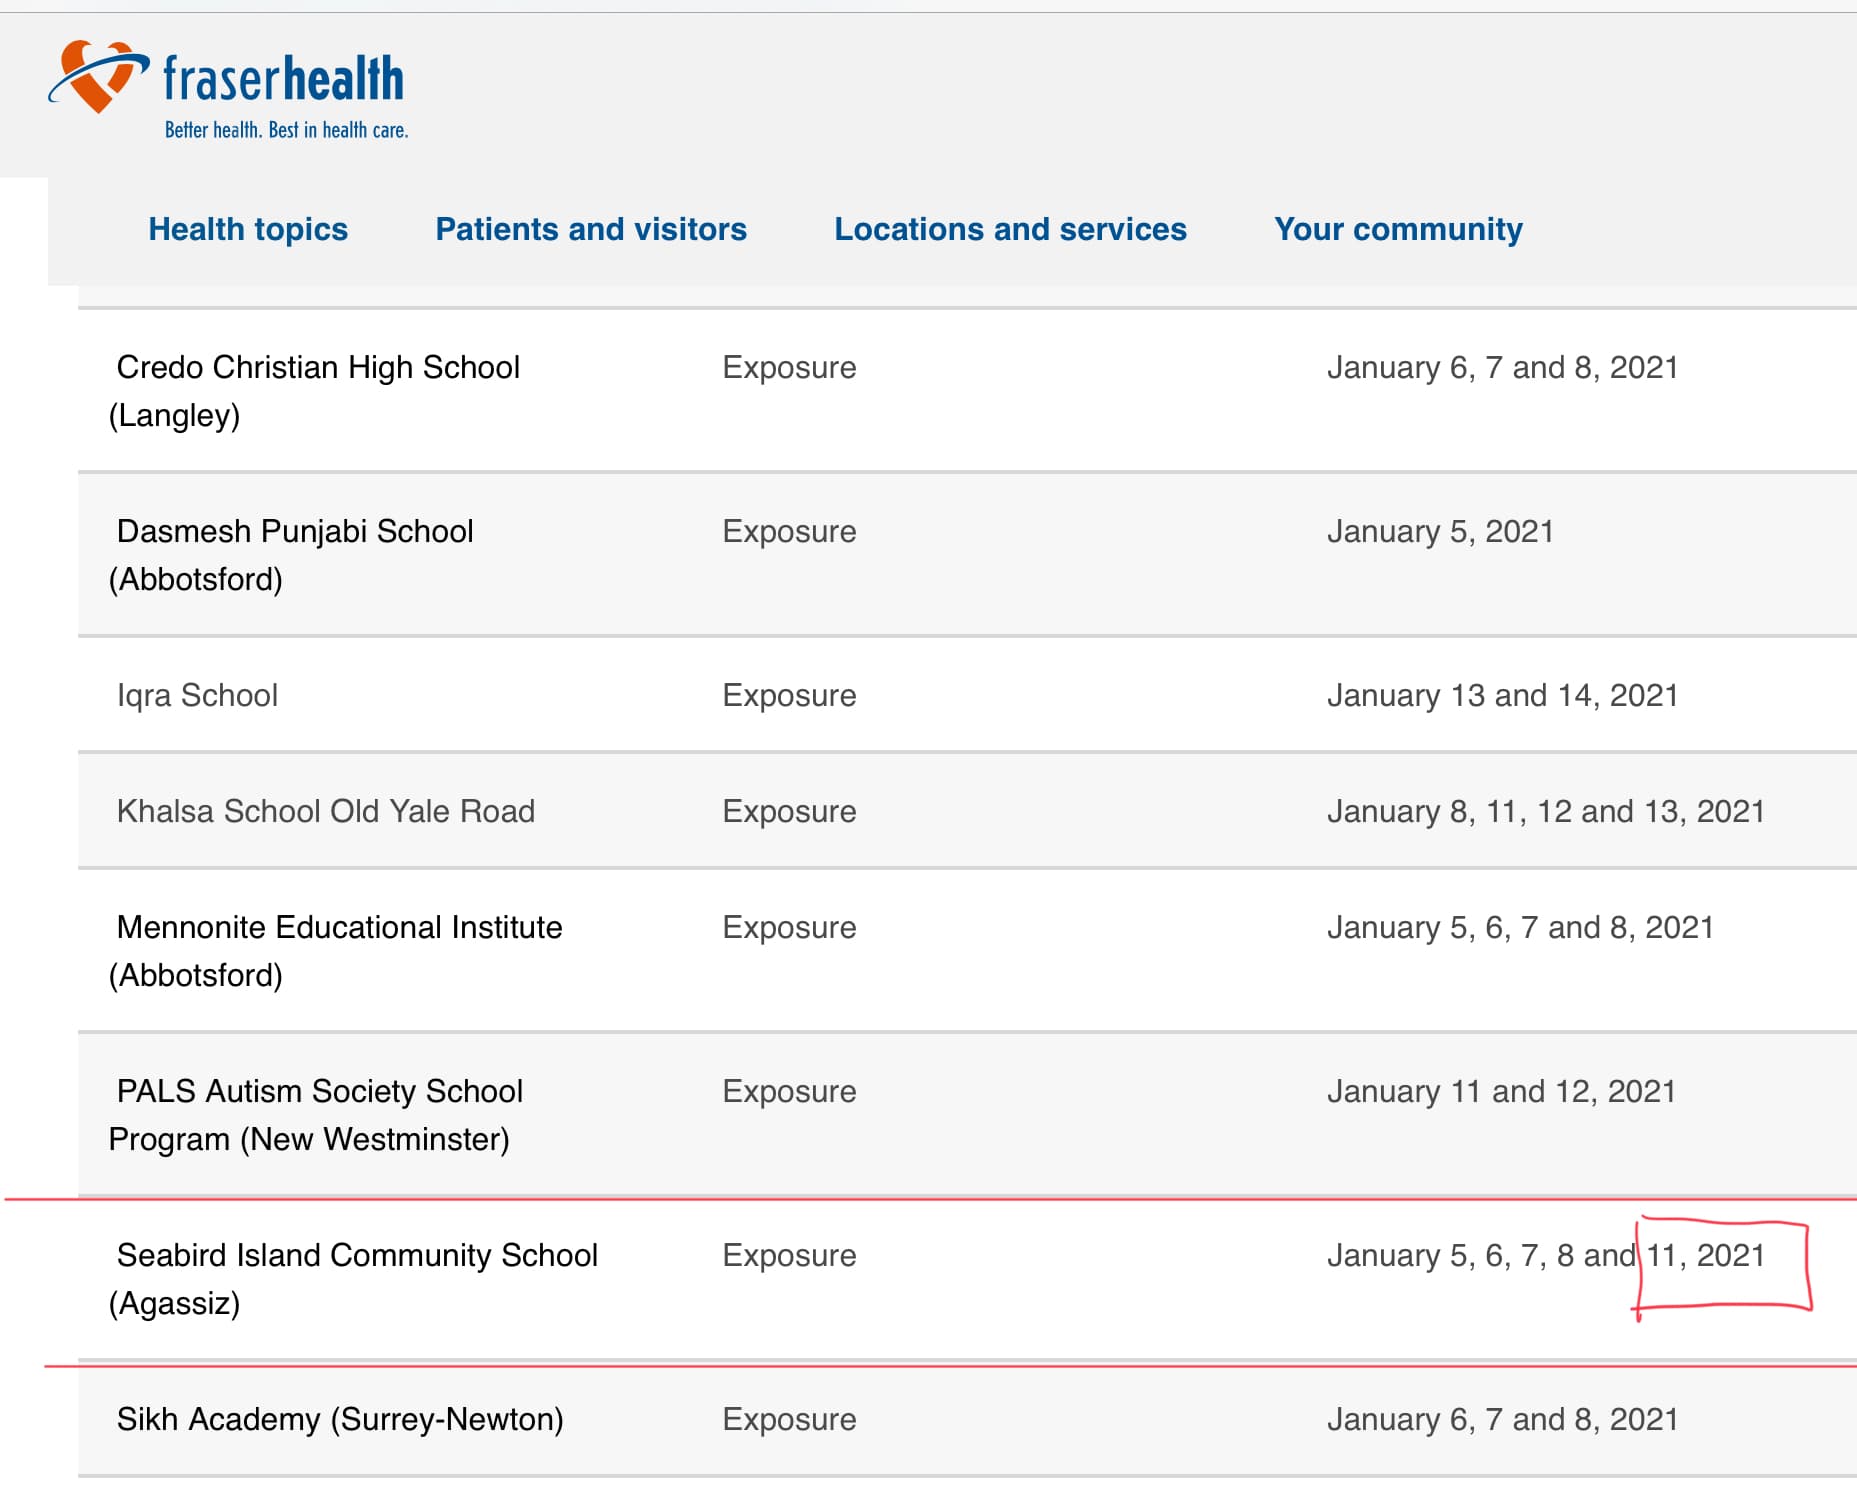 fraserhealth
Better health. Best in health care.
Health topics Patients and visitors Locations and services Your community
Credo Christian High School Exposure January 6, 7 and 8, 2021
(Langley)
Dasmesh Punjabi School Exposure January 5, 2021
(Abbotsford)
Iqra School Exposure January 13 and 14, 2021
Khalsa School Old Yale Road Exposure January 8, 11, 12 and 13, 2021
Mennonite Educational Institute Exposure January 5, 6, 7 and 8, 2021
(Abbotsford)
PALS Autism Society School Exposure January 11 and 12, 2021
Program (New Westminster)
Seabird Island Community School Exposure January 5, 6, 7, 8 and 11, 2021
(Agassiz)
Sikh Academy (Surrey-Newton) Exposure January 6, 7 and 8, 2021